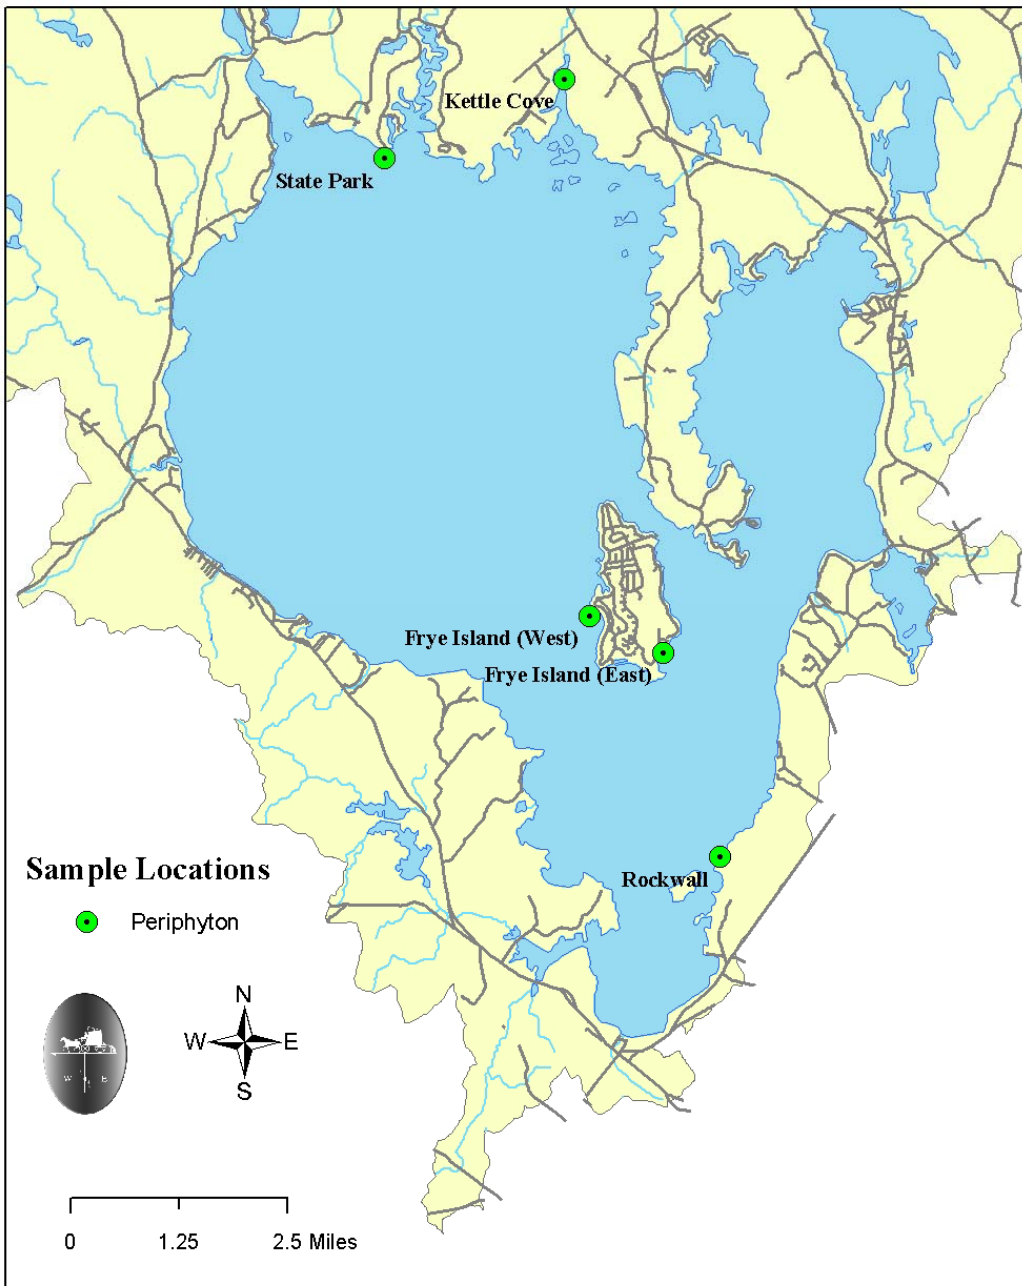 Kettle Cove
State Park
Frye Island (West)
Frye Island (East)
Rockwall
Sample Locations
Periphyton
N
W E
S
W E
0 1.25 2.5 Miles